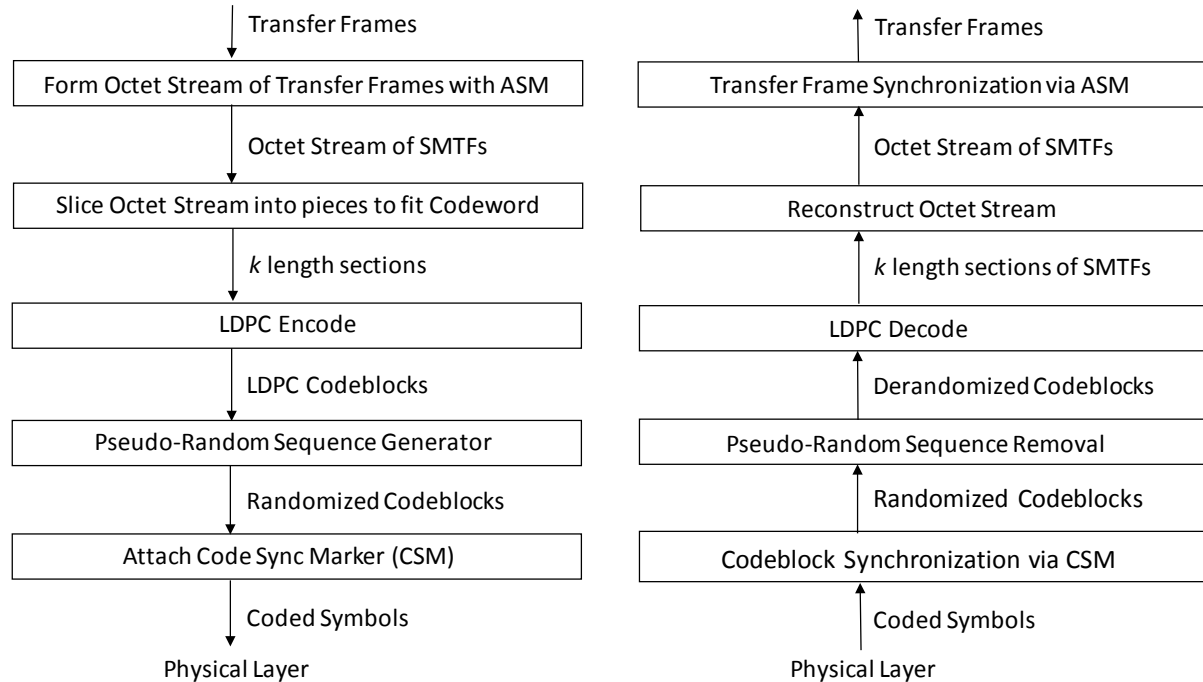 Transfer Frames
Form Octet Stream of Transfer Frames with ASM
Octet Stream of SMTFs
Slice Octet Stream into pieces to fit Codeword
k length sections
LDPC Encode
LDPC Codeblocks
Pseudo-Random Sequence Generator
Randomized Codeblocks
Attach Code Sync Marker (CSM)
Coded Symbols
Physical Layer
Transfer Frames
Transfer Frame Synchronization via ASM
Octet Stream of SMTFs
Reconstruct Octet Stream
k length sections of SMTFs
LDPC Decode
Derandomized Codeblocks
Pseudo-Random Sequence Removal
Randomized Codeblocks
Codeblock Synchronization via CSM
Coded Symbols
Physical Layer